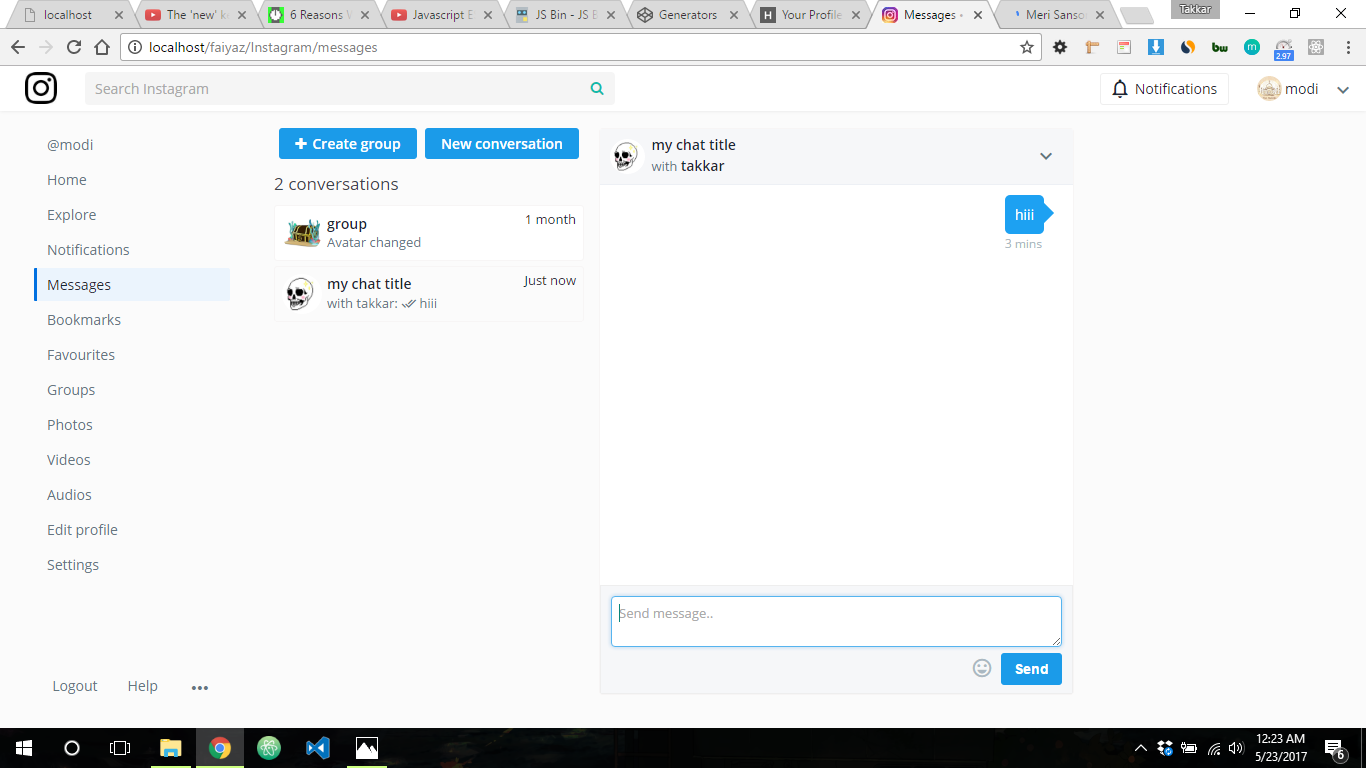 localhost
The 'new' k
6 Reasons
Javascript E
JS Bin - JS B
Generators
Your Profile
Messages •
Meri Sanso
Takkar
localhost/faiyaz/Instagram/messages
bw
m
2.97
Search Instagram
Notifications
modi
@modi
Home
Explore
Notifications
Messages
Bookmarks
Favourites
Groups
Photos
Videos
Audios
Edit profile
Settings
Logout
Help
•••
+ Create group
New conversation
2 conversations
group
1 month
Avatar changed
my chat title
Just now
with takkar: hiii
my chat title
with takkar
hiii
3 mins
Send message..
Send
12:23 AM
5/23/2017
6